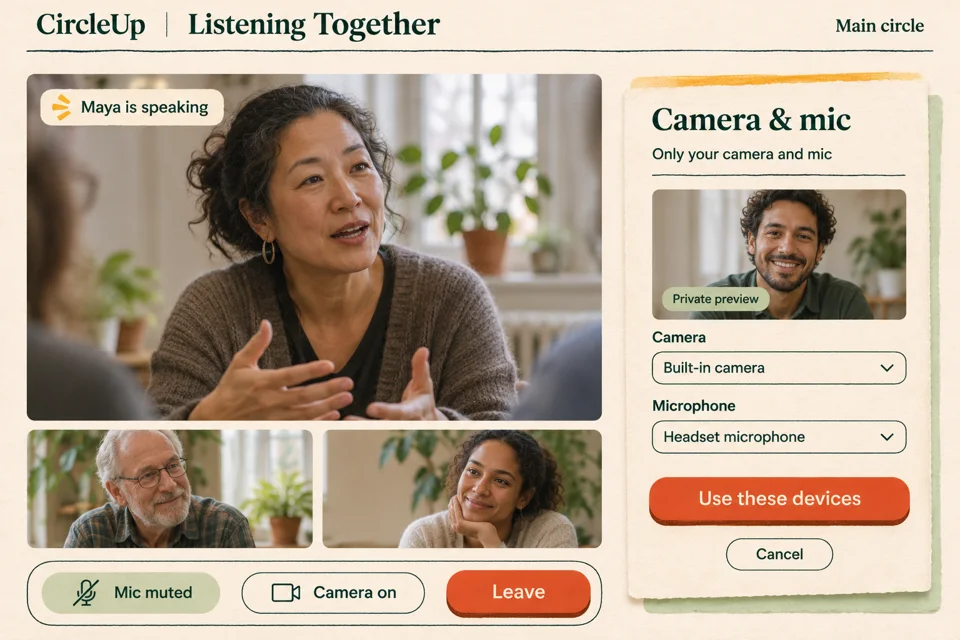 CircleUp | Listening Together
Main circle
Maya is speaking
Camera & mic
Only your camera and mic
Private preview
Camera
Built-in camera
Microphone
Headset microphone
Use these devices
Cancel
Mic muted
Camera on
Leave